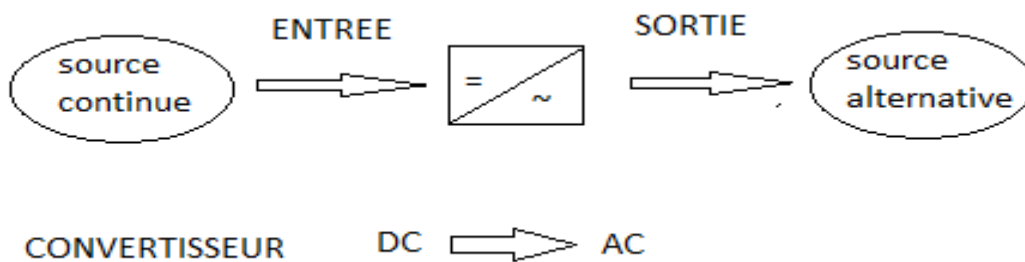 ENTREE
SORTIE
source
continue
=
~
source
alternative
CONVERTISSEUR DC AC